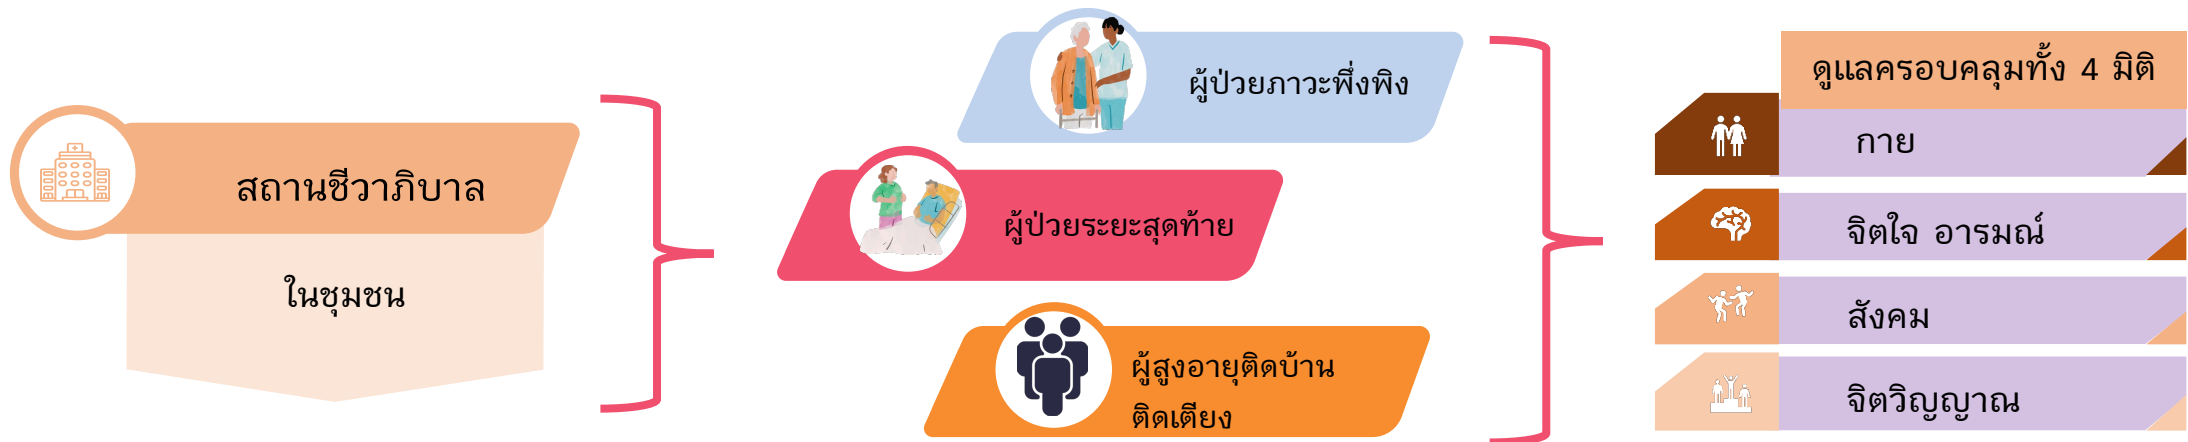 สถานชีวาภิบาล
ในชุมชน
ผู้ป่วยภาวะพึ่งพิง
ผู้ป่วยระยะสุดท้าย
ผู้สูงอายุติดบ้าน
ติดเตียง
ดูแลครอบคลุมทั้ง 4 มิติ
กาย
จิตใจ อารมณ์
สังคม
จิตวิญญาณ